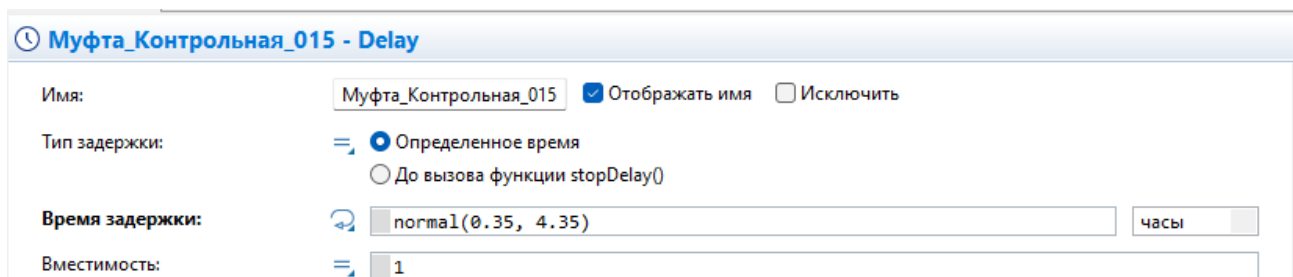 Муфта_Контрольная_015 - Delay
Имя: Муфта_Контрольная_015 Отображать имя Исключить
Тип задержки: Определенное время
До вызова функции stopDelay()
Время задержки: normal(0.35, 4.35) часы
Вместимость: 1